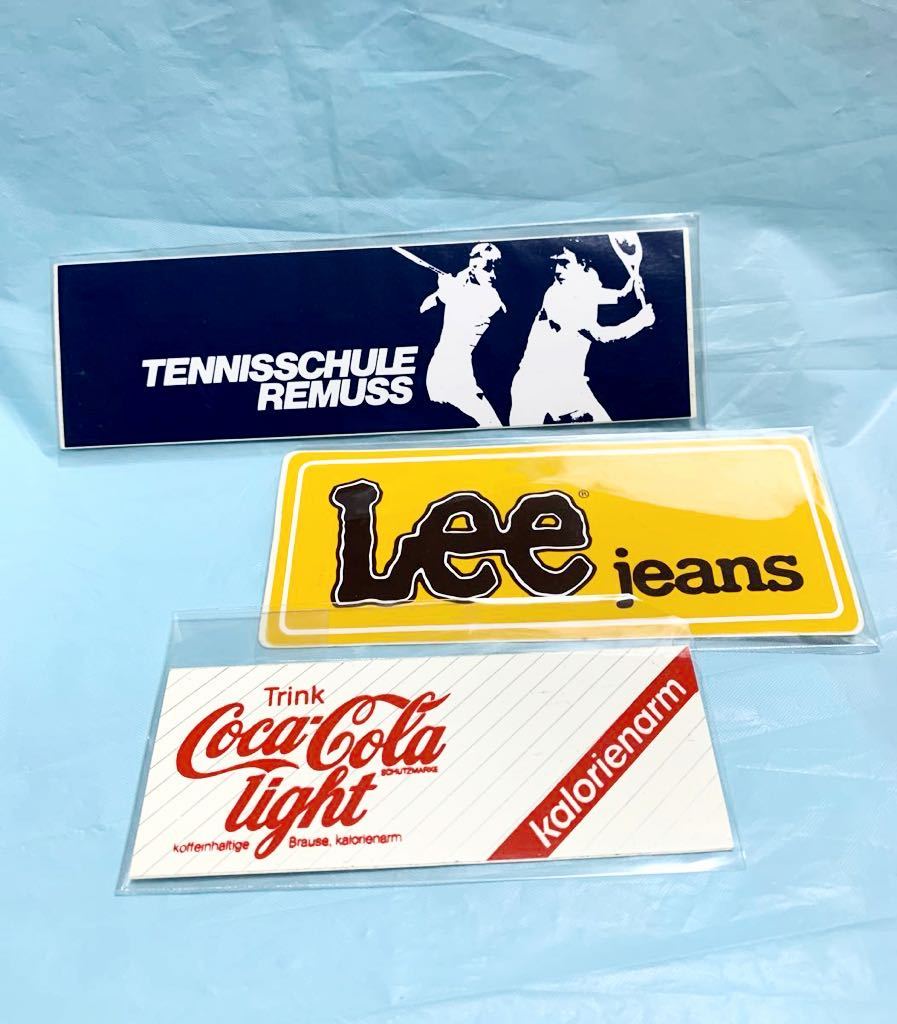 TENNISSCHULE
REMUSS
Lee® jeans
Trink
Coca-Cola
SCHUTZMARKE
light
koffeinhaltige Brause, kalorienarm
kalorienarm